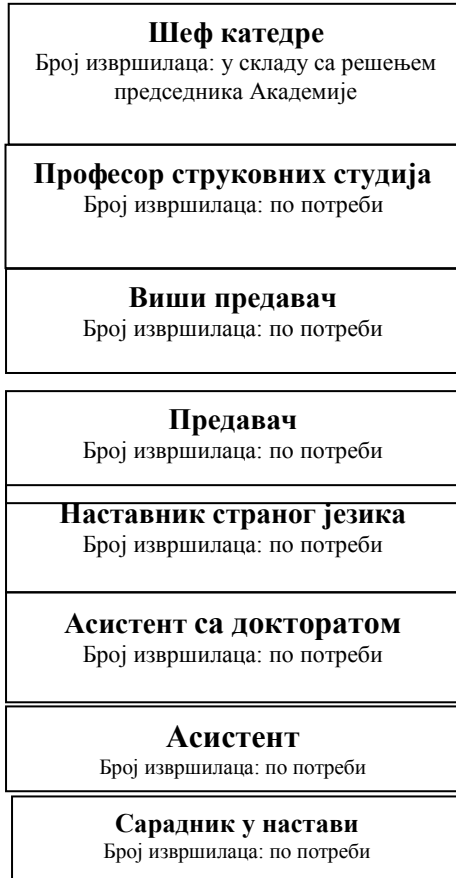 Шеф катедре
Број извршилаца: у складу са решењем
председника Академије
Професор струковних студија
Број извршилаца: по потреби
Виши предавач
Број извршилаца: по потреби
Предавач
Број извршилаца: по потреби
Наставник страног језика
Број извршилаца: по потреби
Асистент са докторатом
Број извршилаца: по потреби
Асистент
Број извршилаца: по потреби
Сарадник у настави
Број извршилаца: по потреби